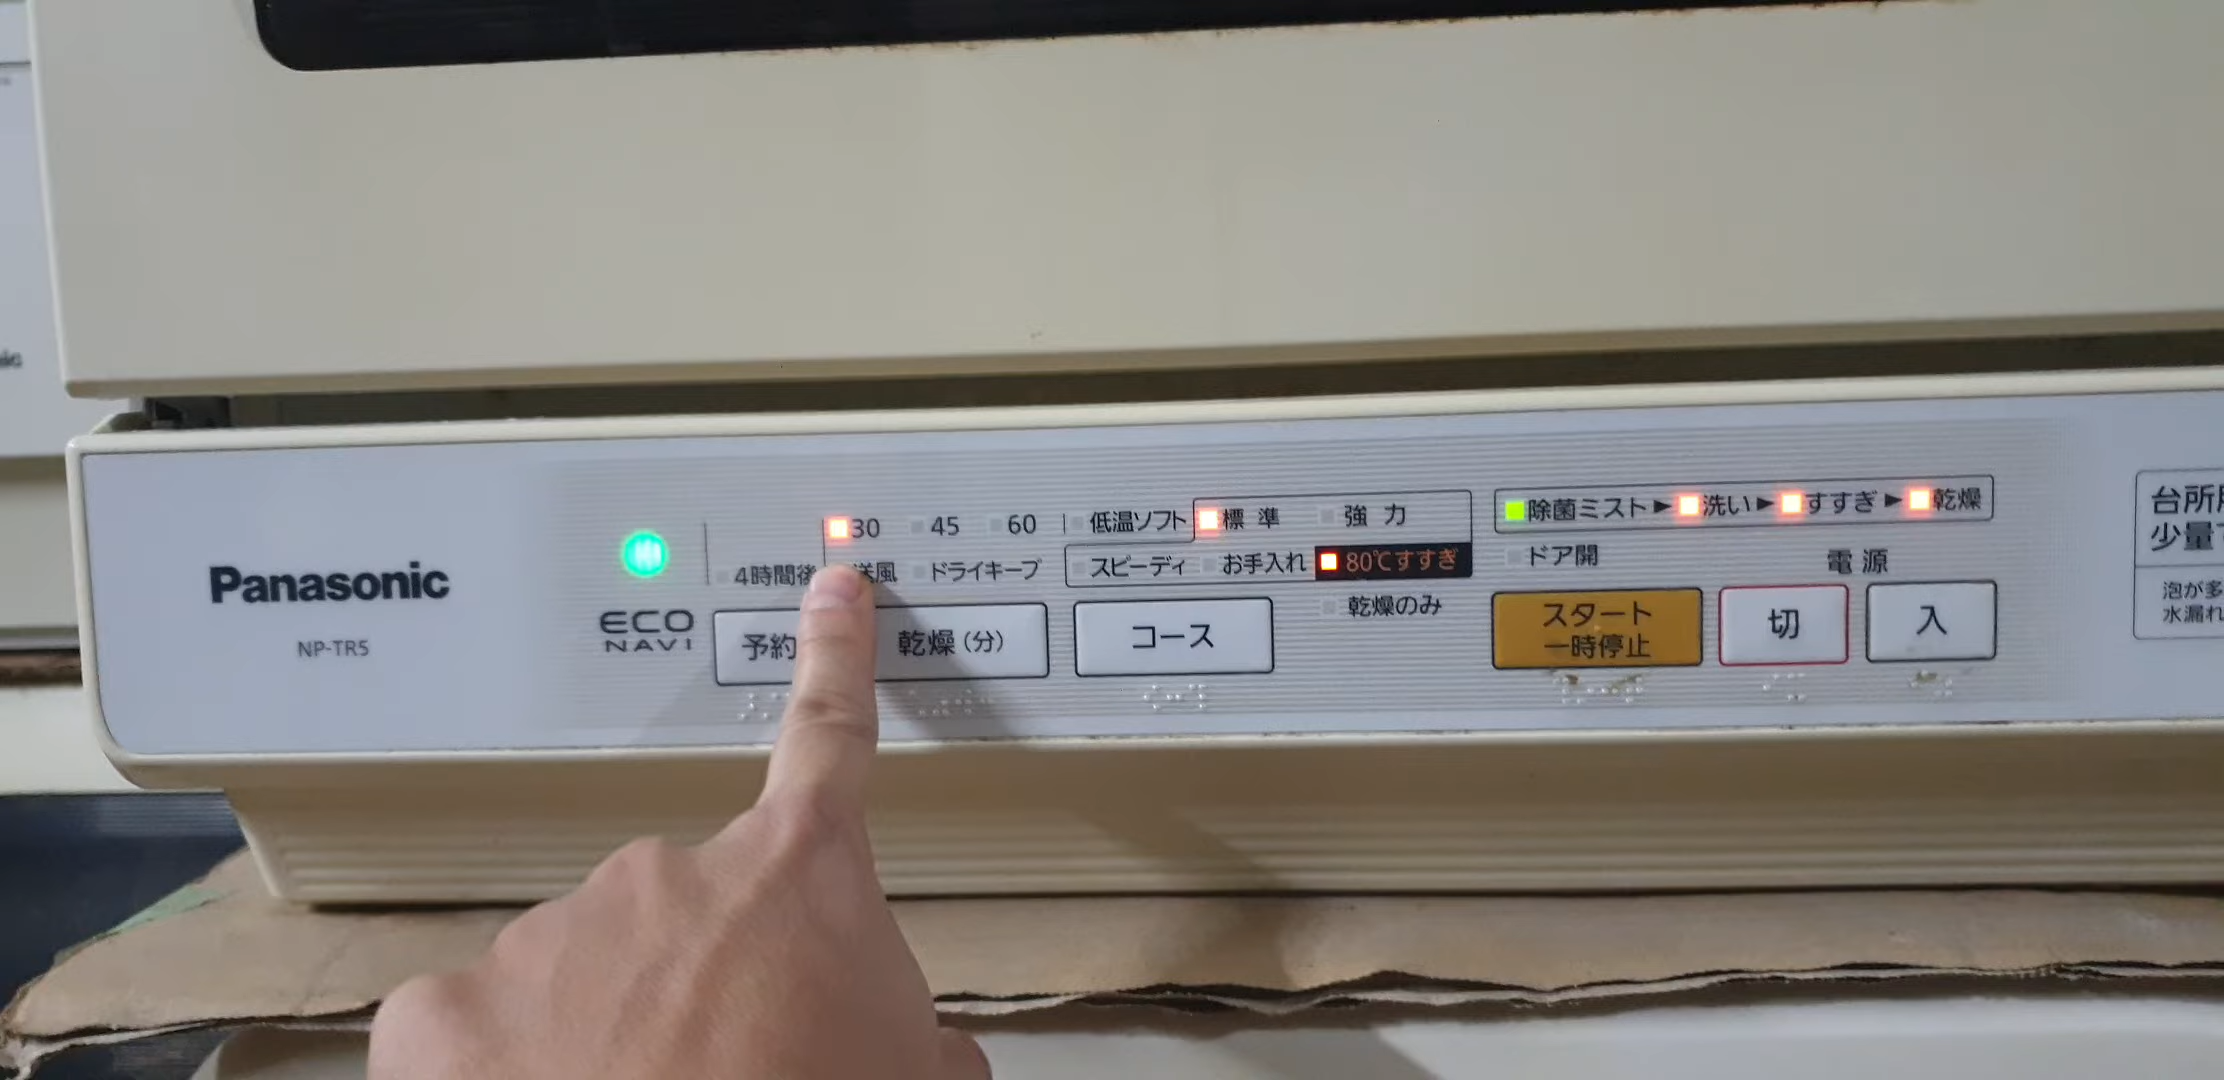 Panasonic
NP-TR5
ECO
NAVI
30 45 60
4時間後 送風 ドライキープ
予約 乾燥(分)
低温ソフト 標準 強力
スピーディ お手入れ 80℃すすぎ
乾燥のみ
コース
除菌ミスト▶洗い▶すすぎ▶乾燥
ドア開
電源
スタート
一時停止
切
入
台所用
少量
泡が多
水漏れ